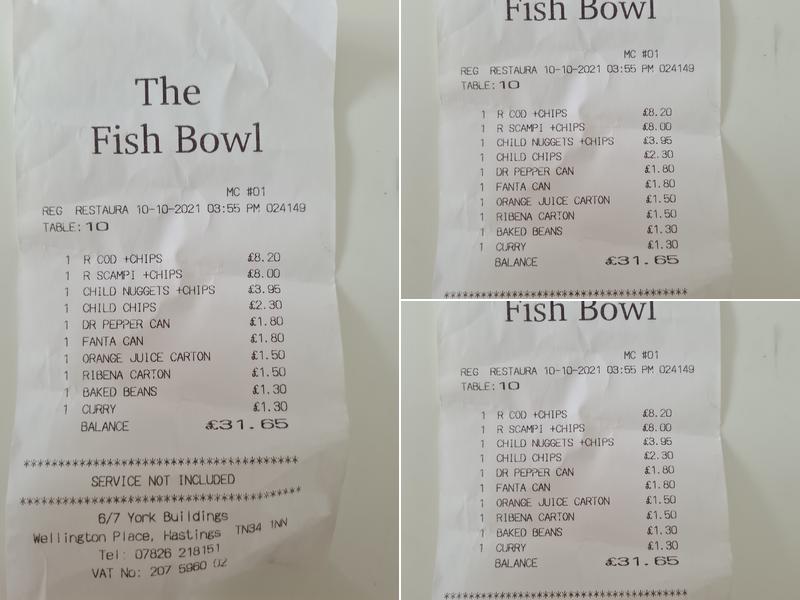 The
Fish Bowl
MC #01
REG RESTAURA 10-10-2021 03:55 PM 024149
TABLE: 10
1 R COD +CHIPS £8.20
1 R SCAMPI +CHIPS £8.00
1 CHILD NUGGETS +CHIPS £3.95
1 CHILD CHIPS £2.30
1 DR PEPPER CAN £1.80
1 FANTA CAN £1.80
1 ORANGE JUICE CARTON £1.50
1 RIBENA CARTON £1.50
1 BAKED BEANS £1.30
1 CURRY £1.30
BALANCE £31.65
****************************************
SERVICE NOT INCLUDED
****************************************
6/7 York Buildings
Wellington Place, Hastings TN34 1NN
Tel: 07826 218151
VAT No: 207 5960 02
Fish Bowl
MC #01
REG RESTAURA 10-10-2021 03:55 PM 024149
TABLE: 10
1 R COD +CHIPS £8.20
1 R SCAMPI +CHIPS £8.00
1 CHILD NUGGETS +CHIPS £3.95
1 CHILD CHIPS £2.30
1 DR PEPPER CAN £1.80
1 FANTA CAN £1.80
1 ORANGE JUICE CARTON £1.50
1 RIBENA CARTON £1.50
1 BAKED BEANS £1.30
1 CURRY £1.30
BALANCE £31.65
****************************************
Fish Bowl
MC #01
REG RESTAURA 10-10-2021 03:55 PM 024149
TABLE: 10
1 R COD +CHIPS £8.20
1 R SCAMPI +CHIPS £8.00
1 CHILD NUGGETS +CHIPS £3.95
1 CHILD CHIPS £2.30
1 DR PEPPER CAN £1.80
1 FANTA CAN £1.80
1 ORANGE JUICE CARTON £1.50
1 RIBENA CARTON £1.50
1 BAKED BEANS £1.30
1 CURRY £1.30
BALANCE £31.65
****************************************